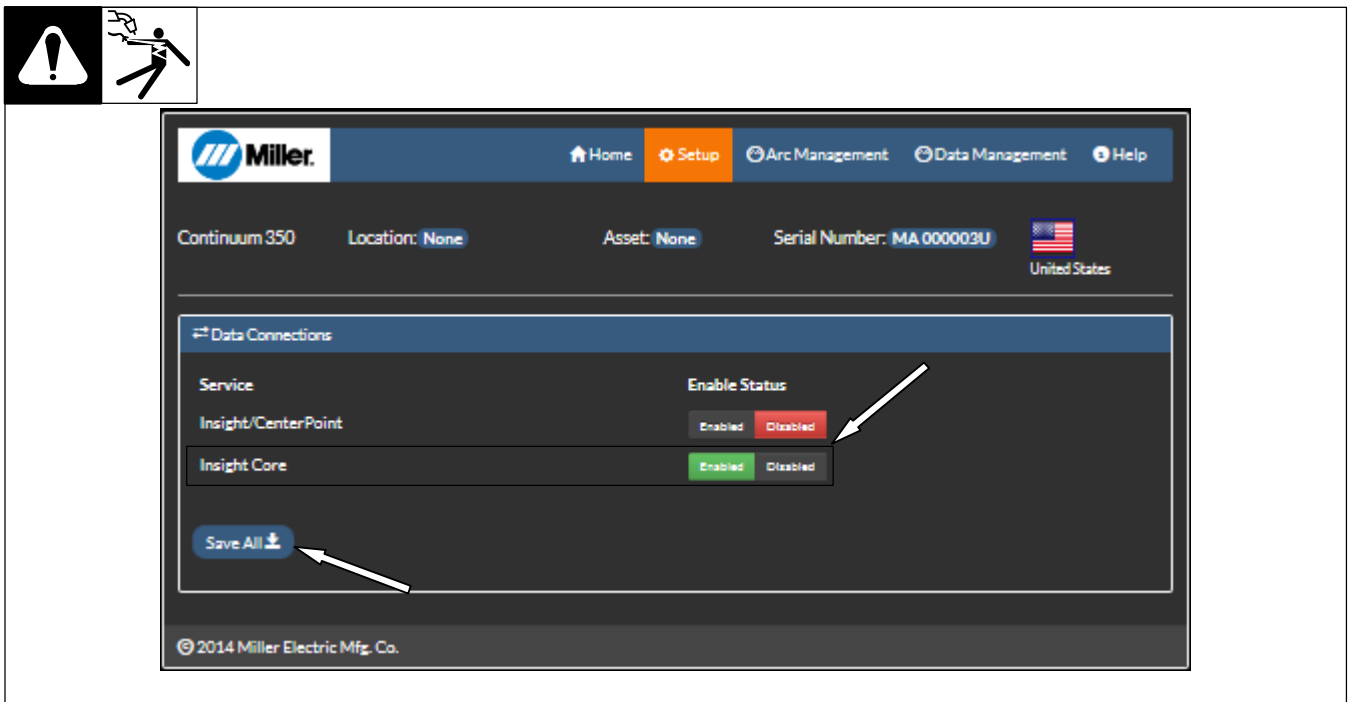 Miller.
Home Setup Arc Management Data Management Help
Continuum 350 Location: None Asset: None Serial Number: MA 000003U
United States
Data Connections
Service Enable Status
Insight/CenterPoint Enabled Disabled
Insight Core Enabled Disabled
Save All
© 2014 Miller Electric Mfg. Co.